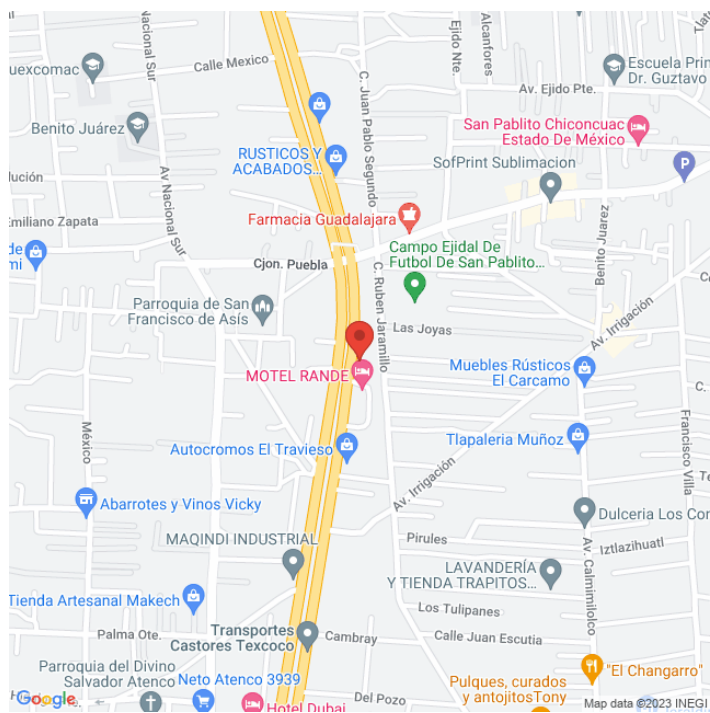 uexcomac
Calle Mexico
Nacional Sur
C. Juan Pablo Segundo
Ejido Nte.
Alcanfores
Escuela Prin
Dr. Guztavo
Av. Ejido Pte.
Benito Juárez
San Pablito Chiconcuac
Estado De México
RUSTICOS Y
ACABADOS...
SofPrint Sublimacion
P
olución
Av Nacional Sur
Farmacia Guadalajara
Emiliano Zapata
Benito Juarez
de
mi
Cjon. Puebla
Campo Ejidal De
Futbol De San Pablito...
C. Ruben Jaramillo
Parroquia de San
Francisco de Asís
Las Joyas
Av. Irrigación
MOTEL RANDE
Muebles Rústicos
El Carcamo
C.
México
Autocromos El Travieso
Tlapaleria Muñoz
Francisco Villa
Abarrotes y Vinos Vicky
Av. Irrigación
Dulceria Los Con
MAQINDI INDUSTRIAL
Pirules
Iztlazihuatl
LAVANDERÍA
Y TIENDA TRAPITOS...
Av. Calmimilolco
Tienda Artesanal Makech
Los Tulipanes
Palma Ote.
Transportes
Castores Texcoco
Cambray
Calle Juan Escutia
Parroquia del Divino
Salvador Atenco
Neto Atenco 3939
"El Changarro"
Pulques, curados
y antojitosTony
Hotel Dubai
Del Pozo
Google
Map data ©2023 INEGI